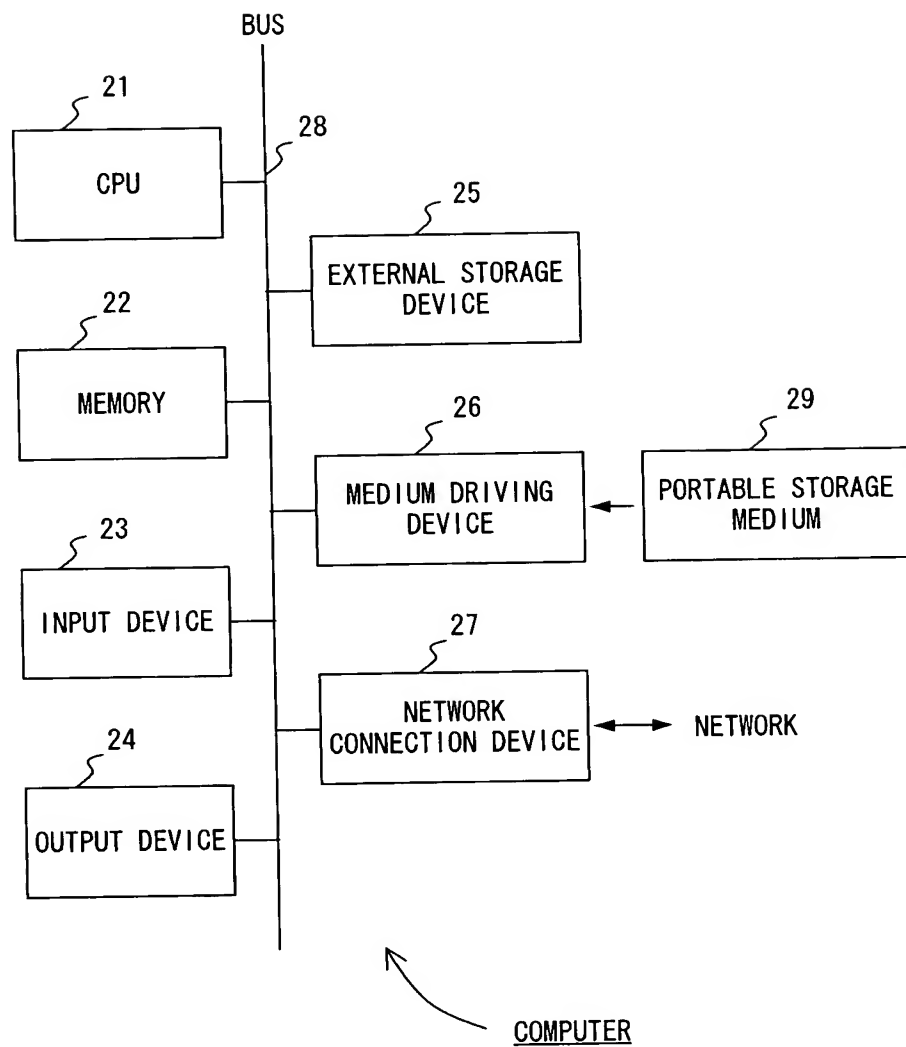 BUS
21
28
CPU
25
EXTERNAL STORAGE
DEVICE
22
MEMORY
26
29
MEDIUM DRIVING
DEVICE
PORTABLE STORAGE
MEDIUM
23
INPUT DEVICE
27
NETWORK
CONNECTION DEVICE
NETWORK
24
OUTPUT DEVICE
COMPUTER